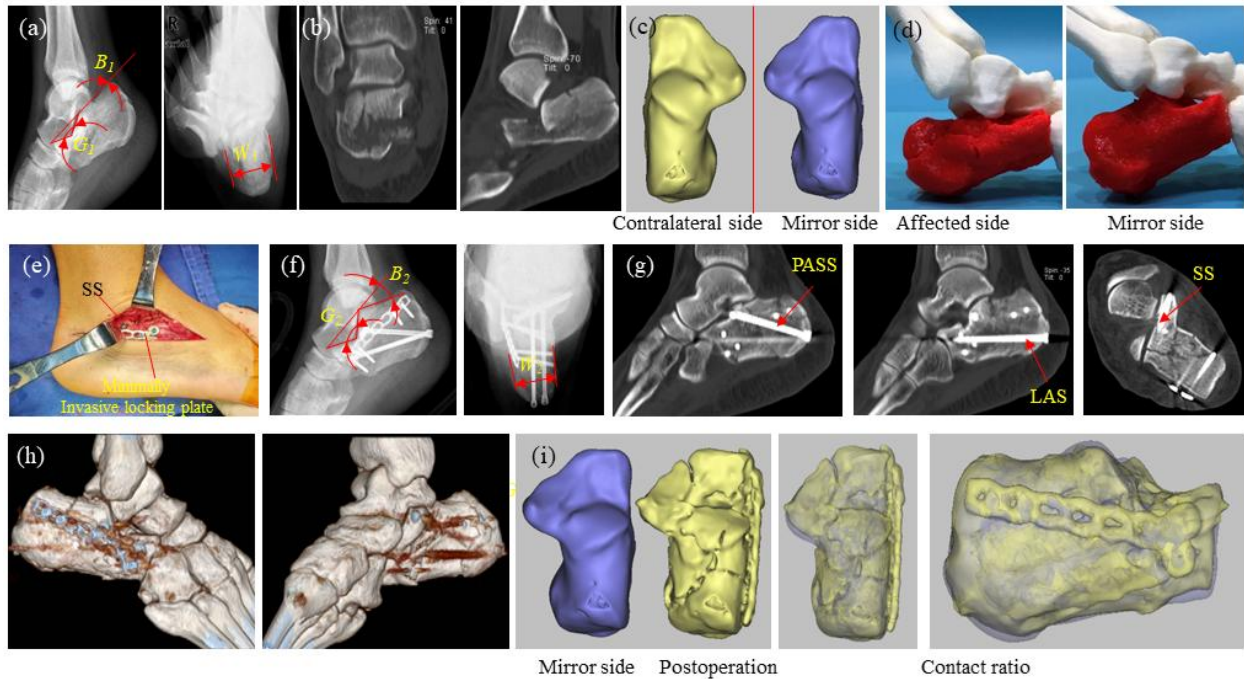 (a)
B1
G1
R
W1
(b)
Spin: 41
Tilt: 0
Spin: -70
Tilt: 0
(c)
(d)
Contralateral side
Mirror side
Affected side
Mirror side
(e)
SS
Minimally
Invasive locking plate
(f)
B2
G2
W
(g)
PASS
Spin: -35
Tilt: 0
LAS
SS
(h)
(i)
Mirror side
Postoperation
Contact ratio